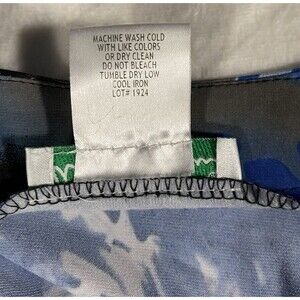 MACHINE WASH COLD
WITH LIKE COLORS
OR DRY CLEAN
DO NOT BLEACH
TUMBLE DRY LOW
COOL IRON
LOT# 1924